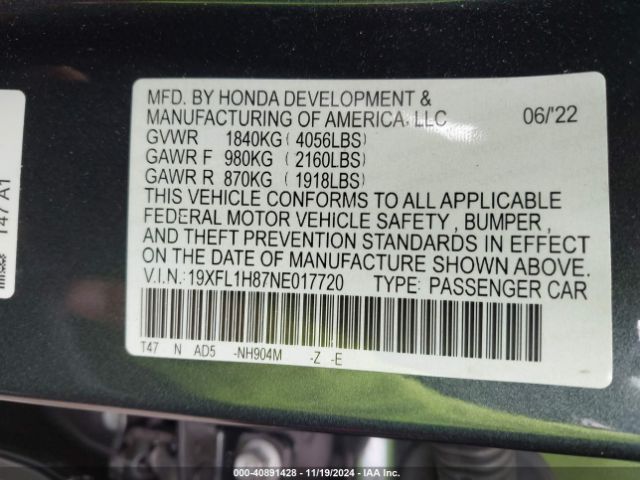 MFD. BY HONDA DEVELOPMENT &
MANUFACTURING OF AMERICA, LLC 06/'22
GVWR 1840KG ( 4056LBS)
GAWR F 980KG ( 2160LBS)
GAWR R 870KG ( 1918LBS)
THIS VEHICLE CONFORMS TO ALL APPLICABLE
FEDERAL MOTOR VEHICLE SAFETY , BUMPER ,
AND THEFT PREVENTION STANDARDS IN EFFECT
ON THE DATE OF MANUFACTURE SHOWN ABOVE.
V.I.N.:19XFL1H87NE017720 TYPE: PASSENGER CAR
T47 N AD5 -NH904M -Z -E
T47 A1
000-40891428 - 11/19/2024 - IAA Inc.